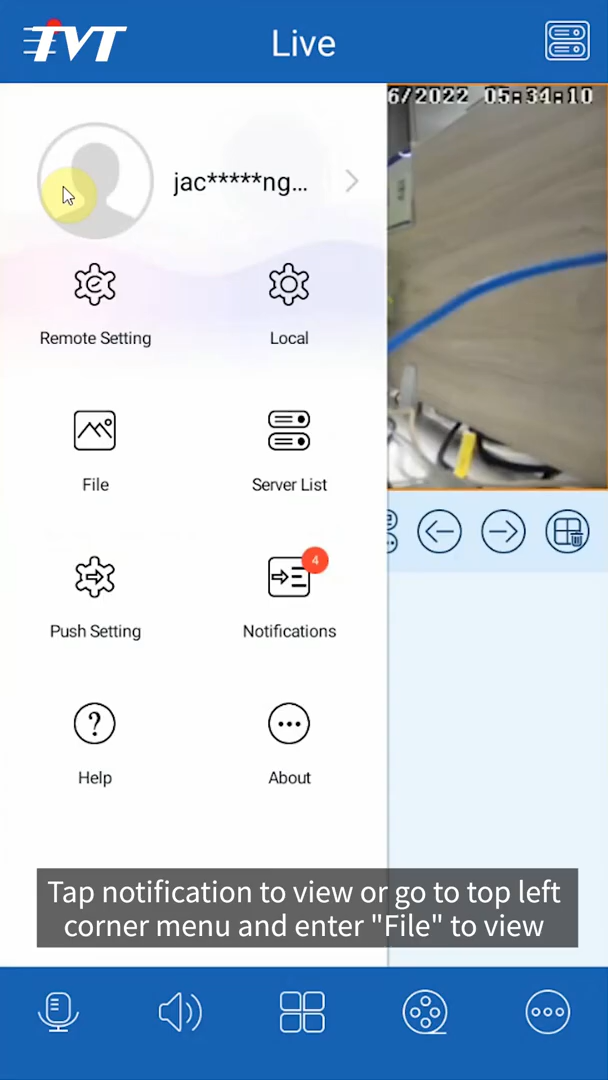 TVT
Live
6/2022 05:34:10
jac*****ng...
Remote Setting
Local
File
Server List
4
Push Setting
Notifications
Help
About
Tap notification to view or go to top left
corner menu and enter "File" to view